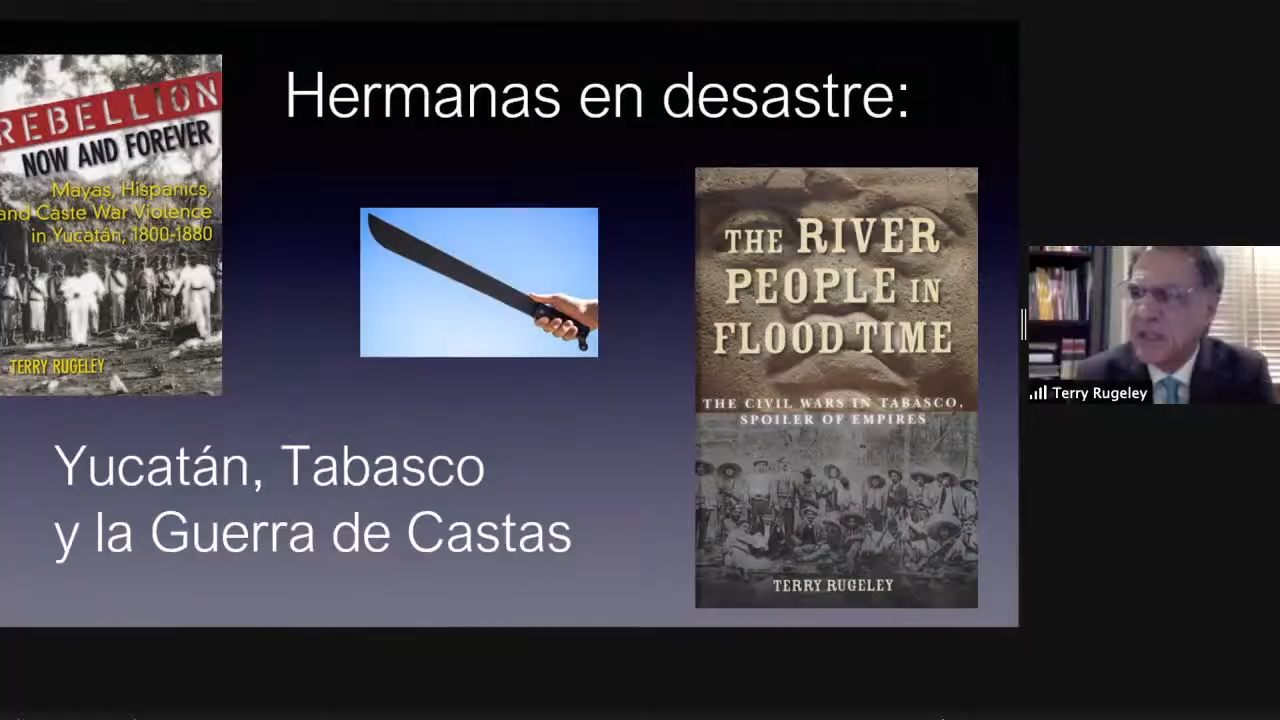 Hermanas en desastre:
REBELLION
NOW AND FOREVER
Mayas, Hispanics,
and Caste War Violence
in Yucatán, 1800-1880
TERRY RUGELEY
THE RIVER
PEOPLE IN
FLOOD TIME
THE CIVIL WARS IN TABASCO,
SPOILER OF EMPIRES
TERRY RUGELEY
Yucatán, Tabasco
y la Guerra de Castas
Terry Rugeley